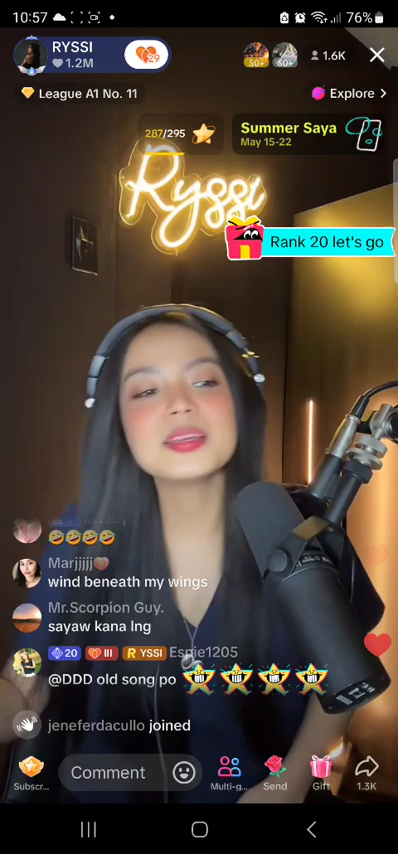 10:57
76%
RYSSI
1.2M
29
50+
50+
1.6K
League A1 No. 11
Explore >
287/295
Summer Saya
May 15-22
Ryssi
Rank 20 let's go
Marjjjjj
wind beneath my wings
Mr.Scorpion Guy.
sayaw kana lng
20
III
R YSSI
Espie1205
@DDD old song po
jeneferdacullo joined
Subscr...
Comment
Multi-g...
Send
Gift
1.3K